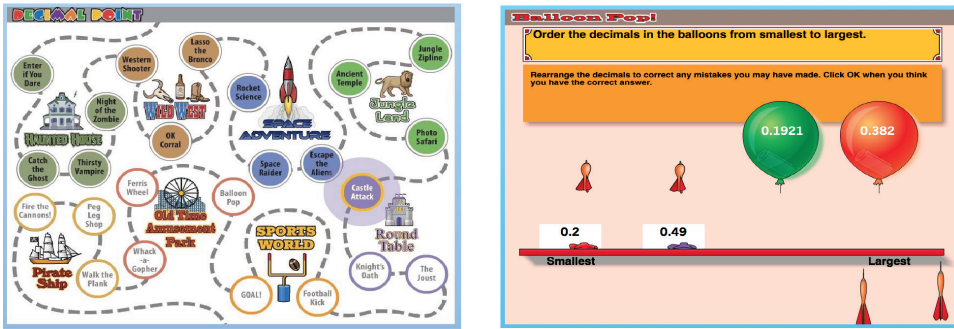 DECIMAL POINT
Enter
if You
Dare
Night
of the
Zombie
HAUNTED HOUSE
Catch
the
Ghost
Thirsty
Vampire
Western
Shooter
Lasso
the
Bronco
WILD WEST
OK
Corral
Rocket
Science
SPACE
ADVENTURE
Space
Raider
Escape
the
Aliens
Jungle
Zipline
Ancient
Temple
Jungle
Land
Photo
Safari
Fire the
Cannons!
Peg
Leg
Shop
Pirate
Ship
Walk the
Plank
Ferris
Wheel
Balloon
Pop
Old Time
Amusement
Park
Whack
-a-
Gopher
SPORTS
WORLD
GOAL!
Football
Kick
Castle
Attack
Round
Table
Knight's
Oath
The
Joust
Balloon Pop!
Order the decimals in the balloons from smallest to largest.
Rearrange the decimals to correct any mistakes you may have made. Click OK when you think
you have the correct answer.
0.1921
0.382
0.2
0.49
Smallest
Largest